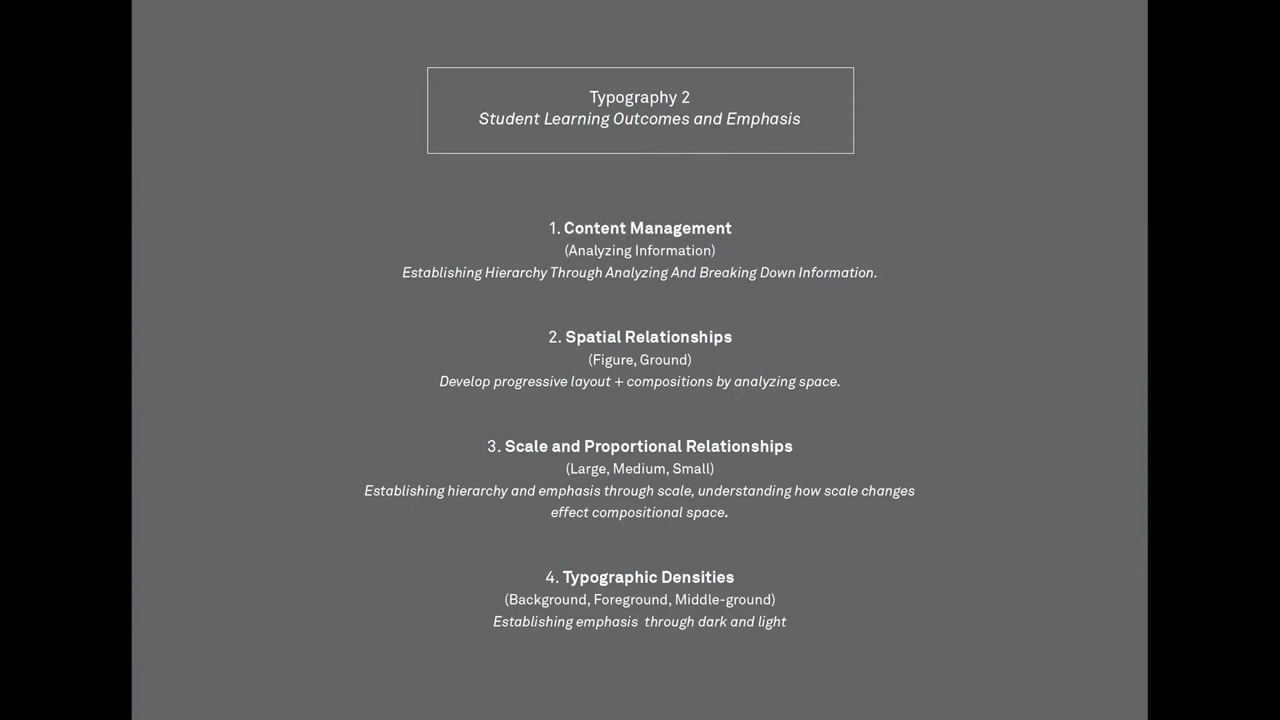 Typography 2
Student Learning Outcomes and Emphasis
1. Content Management
(Analyzing Information)
Establishing Hierarchy Through Analyzing And Breaking Down Information.
2. Spatial Relationships
(Figure, Ground)
Develop progressive layout + compositions by analyzing space.
3. Scale and Proportional Relationships
(Large, Medium, Small)
Establishing hierarchy and emphasis through scale, understanding how scale changes
effect compositional space.
4. Typographic Densities
(Background, Foreground, Middle-ground)
Establishing emphasis through dark and light